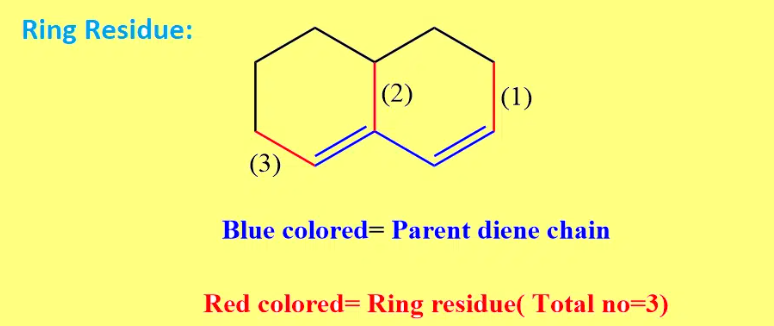 Ring Residue:
(2)
(1)
(3)
Blue colored= Parent diene chain
Red colored= Ring residue( Total no=3)